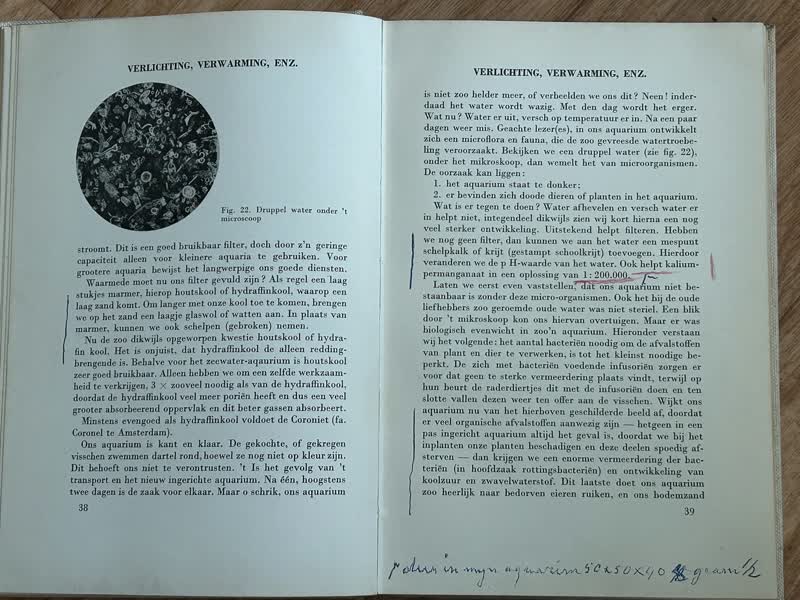 VERLICHTING, VERWARMING, ENZ.
Fig. 22. Druppel water onder 't
microscoop
stroomt. Dit is een goed bruikbaar filter, doch door z'n geringe
capaciteit alleen voor kleinere aquaria te gebruiken. Voor
grootere aquaria bewijst het langwerpige ons goede diensten.
Waarmede moet nu ons filter gevuld zijn? Als regel een laag
stukjes marmer, hierop houtskool of hydraffinkool, waarop een
laag zand komt. Om langer met onze kool toe te komen, brengen
we op het zand een laagje glaswol of watten aan. In plaats van
marmer, kunnen we ook schelpen (gebroken) nemen.
Nu de zoo dikwijls opgeworpen kwestie houtskool of hydra-
fin kool. Het is onjuist, dat hydraffinkool de alleen redding-
brengende is. Behalve voor het zeewater-aqaurium is houtskool
zeer goed bruikbaar. Alleen hebben we om een zelfde werkzaam-
heid te verkrijgen, 3 × zooveel noodig als van de hydraffinkool,
doordat de hydraffinkool veel meer poriën heeft en dus een veel
grooter absorbeerend oppervlak en dit beter gassen absorbeert.
Minstens evengoed als hydraffinkool voldoet de Coroniet (fa.
Coronel te Amsterdam).
Ons aquarium is kant en klaar. De gekochte, of gekregen
visschen zwemmen dartel rond, hoewel ze nog niet op kleur zijn.
Dit behoeft ons niet te verontrusten. 't Is het gevolg van 't
transport en het nieuw ingerichte aquarium. Na één, hoogstens
twee dagen is de zaak voor elkaar. Maar o schrik, ons aquarium
38
VERLICHTING, VERWARMING, ENZ.
is niet zoo helder meer, of verbeelden we ons dit? Neen! inder-
daad het water wordt wazig. Met den dag wordt het erger.
Wat nu? Water er uit, versch op temperatuur er in. Na een paar
dagen weer mis. Geachte lezer(es), in ons aquarium ontwikkelt
zich een microflora en fauna, die de zoo gevreesde watertroebe-
ling veroorzaakt. Bekijken we een druppel water (zie fig. 22),
onder het mikroskoop, dan wemelt het van microorganismen.
De oorzaak kan liggen:
1. het aquarium staat te donker;
2. er bevinden zich doode dieren of planten in het aquarium.
Wat is er tegen te doen? Water afhevelen en versch water er
in helpt niet, integendeel dikwijls zien wij kort hierna een nog
veel sterker ontwikkeling. Uitstekend helpt filteren. Hebben
we nog geen filter, dan kunnen we aan het water een mespunt
schelpkalk of krijt (gestampt schoolkrijt) toevoegen. Hierdoor
veranderen we de p H-waarde van het water. Ook helpt kalium-
permanganaat in een oplossing van 1 : 200.000.
Laten we eerst even vaststellen, dat ons aquarium niet be-
staanbaar is zonder deze micro-organismen. Ook het bij de oude
liefhebbers zoo geroemde oude water was niet steriel. Een blik
door 't mikroskoop kon ons hiervan overtuigen. Maar er was
biologisch evenwicht in zoo'n aquarium. Hieronder verstaan
wij het volgende: het aantal bacteriën noodig om de afvalstoffen
van plant en dier te verwerken, is tot het kleinst noodige be-
perkt. De zich met bacteriën voedende infusoriën zorgen er
voor dat geen te sterke vermeerdering plaats vindt, terwijl op
hun beurt de raderdiertjes dit met de infusoriën doen en ten
slotte vallen dezen weer ten offer aan de visschen. Wijkt ons
aquarium nu van het hierboven geschilderde beeld af, doordat
er veel organische afvalstoffen aanwezig zijn — hetgeen in een
pas ingericht aquarium altijd het geval is, doordat we bij het
inplanten onze planten beschadigen en deze deelen spoedig af-
sterven — dan krijgen we een enorme vermeerdering der bac-
teriën (in hoofdzaak rottingsbacteriën) en ontwikkeling van
koolzuur en zwavelwaterstof. Dit laatste doet ons aquarium
zoo heerlijk naar bedorven eieren ruiken, en ons bodemzand
39
in myn aquarium 50x50x40 gram 1/2